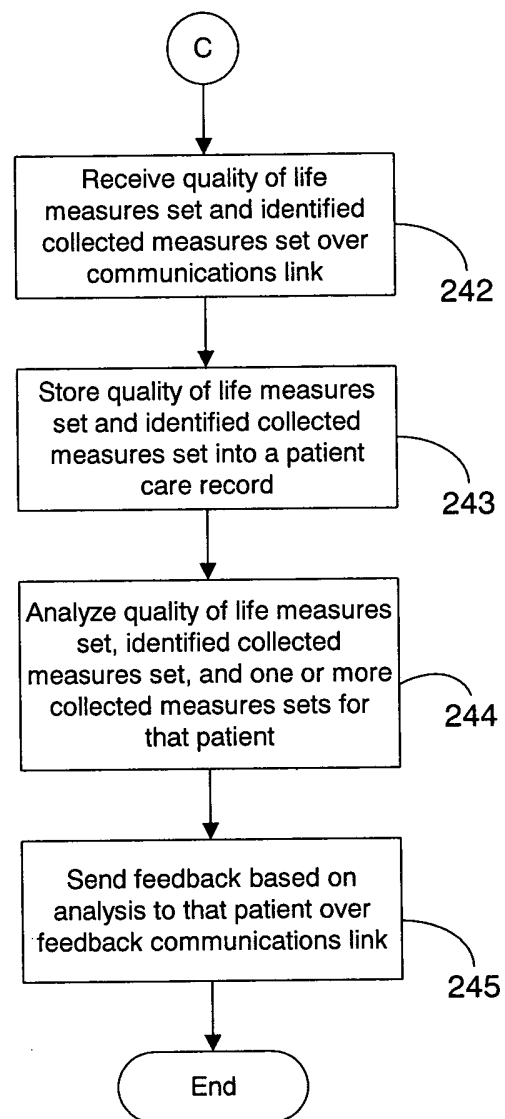 C
Receive quality of life
measures set and identified
collected measures set over
communications link
242
Store quality of life measures
set and identified collected
measures set into a patient
care record
243
Analyze quality of life measures
set, identified collected
measures set, and one or more
collected measures sets for
that patient
244
Send feedback based on
analysis to that patient over
feedback communications link
245
End